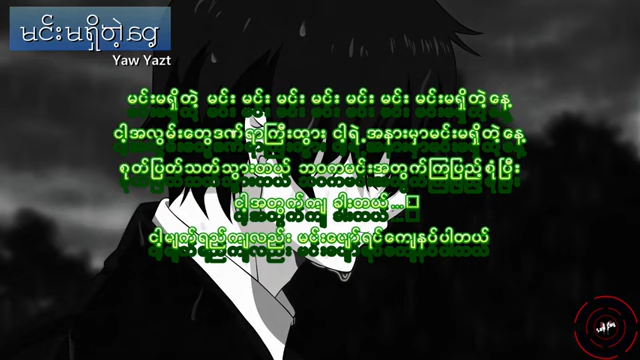 မင်းမရှိတဲ့ဝေ့
Yaw Yazt
မင်းမရှိတဲ့ မင်း မင်း မင်း မင်း မင်း မင်း မင်းမရှိတဲ့နေ့
ငါ့အလွမ်းတွေဒဏ်ရာကြီးထွား ငါ့ရဲ့အနားမှာမင်းမရှိတဲ့နေ့
စုတ်ပြတ်သတ်သွားတယ် ဘဝကမင်းအတွက်ကြပြည့်စုံပြီး
ငါ့အတွက်ကျ ခါးတယ်...
ငါ့မျက်ရည်ကျလည်း မင်းပျော်ရင်ကျေနပ်ပါတယ်